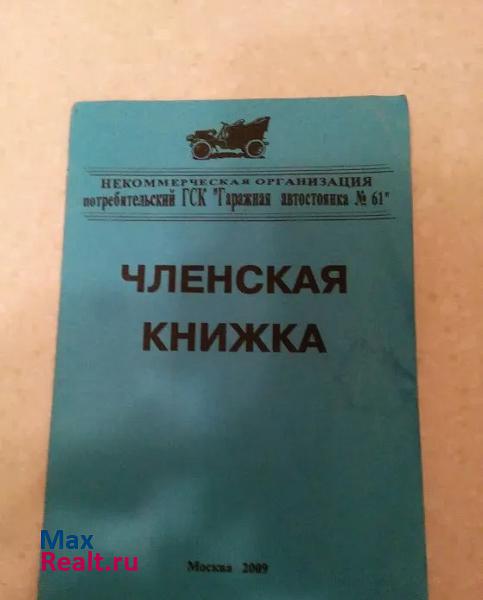 НЕКОММЕРЧЕСКАЯ ОРГАНИЗАЦИЯ
потребительский ГСК "Гаражная автостоянка № 61"
ЧЛЕНСКАЯ
КНИЖКА
Москва 2009
Max
Realt.ru